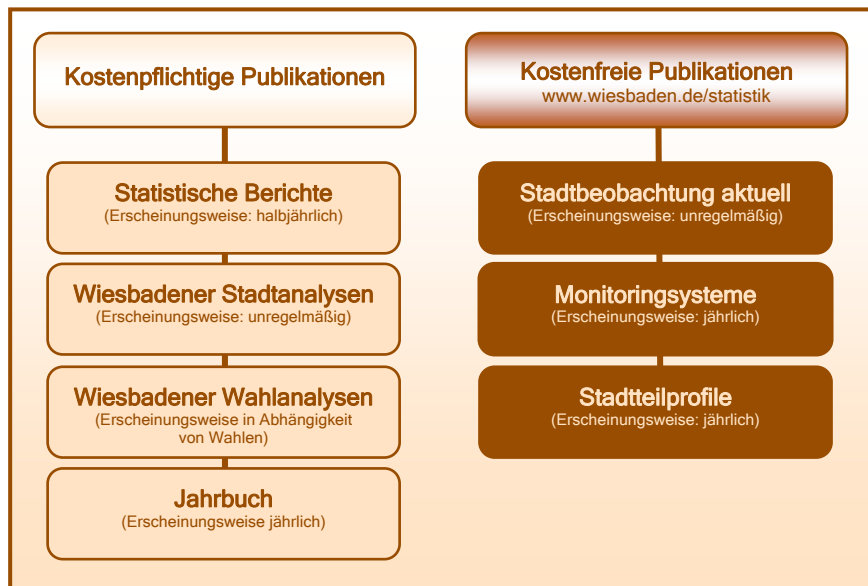 Kostenpflichtige Publikationen
Statistische Berichte
(Erscheinungsweise: halbjährlich)
Wiesbadener Stadtanalysen
(Erscheinungsweise: unregelmäßig)
Wiesbadener Wahlanalysen
(Erscheinungsweise in Abhängigkeit
von Wahlen)
Jahrbuch
(Erscheinungsweise jährlich)
Kostenfreie Publikationen
www.wiesbaden.de/statistik
Stadtbeobachtung aktuell
(Erscheinungsweise: unregelmäßig)
Monitoringsysteme
(Erscheinungsweise: jährlich)
Stadtteilprofile
(Erscheinungsweise: jährlich)